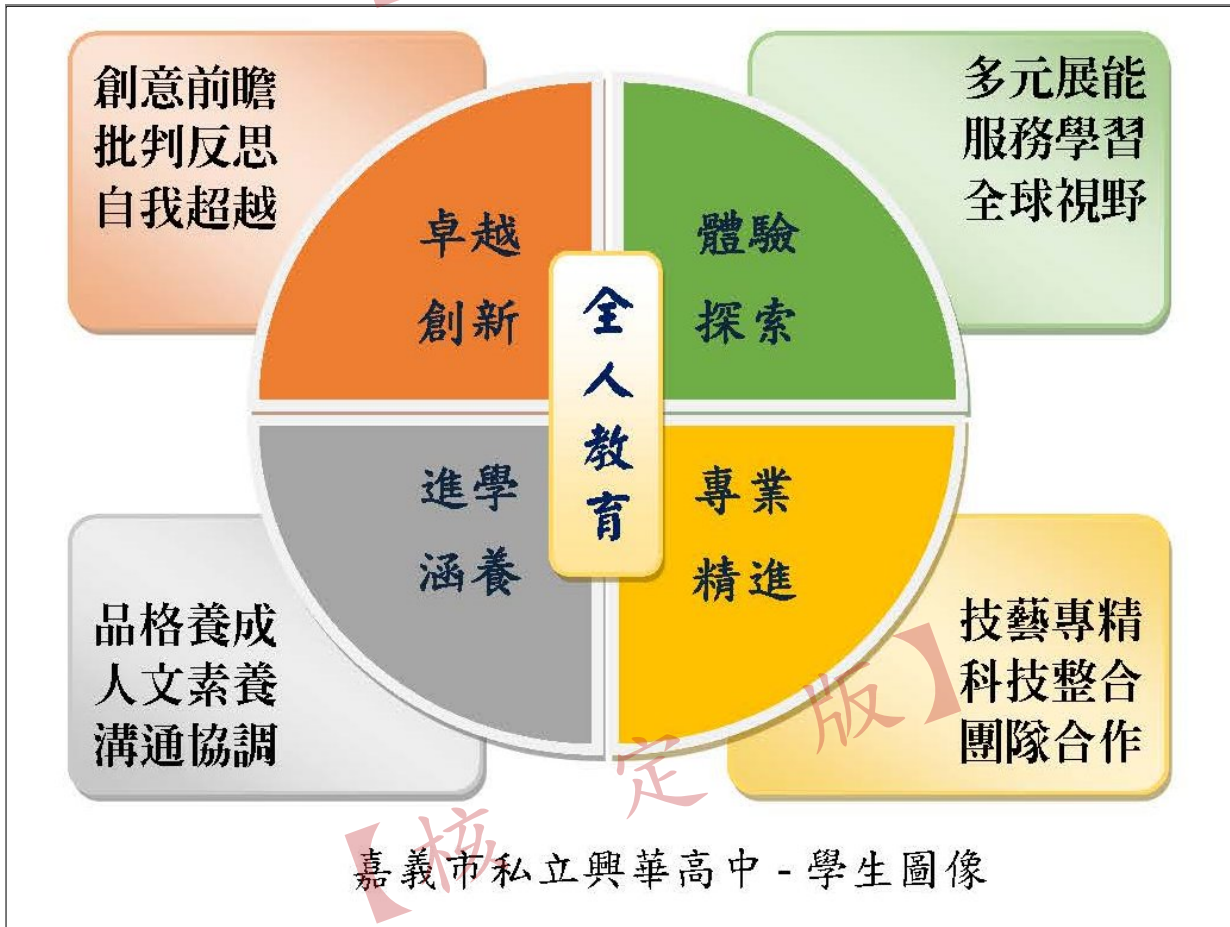 創意前瞻
批判反思
自我超越
多元展能
服務學習
全球視野
卓越
創新
體驗
探索
全人教育
進學
涵養
專業
精進
品格養成
人文素養
溝通協調
技藝專精
科技整合
團隊合作
【核定版】
嘉義市私立興華高中 - 學生圖像